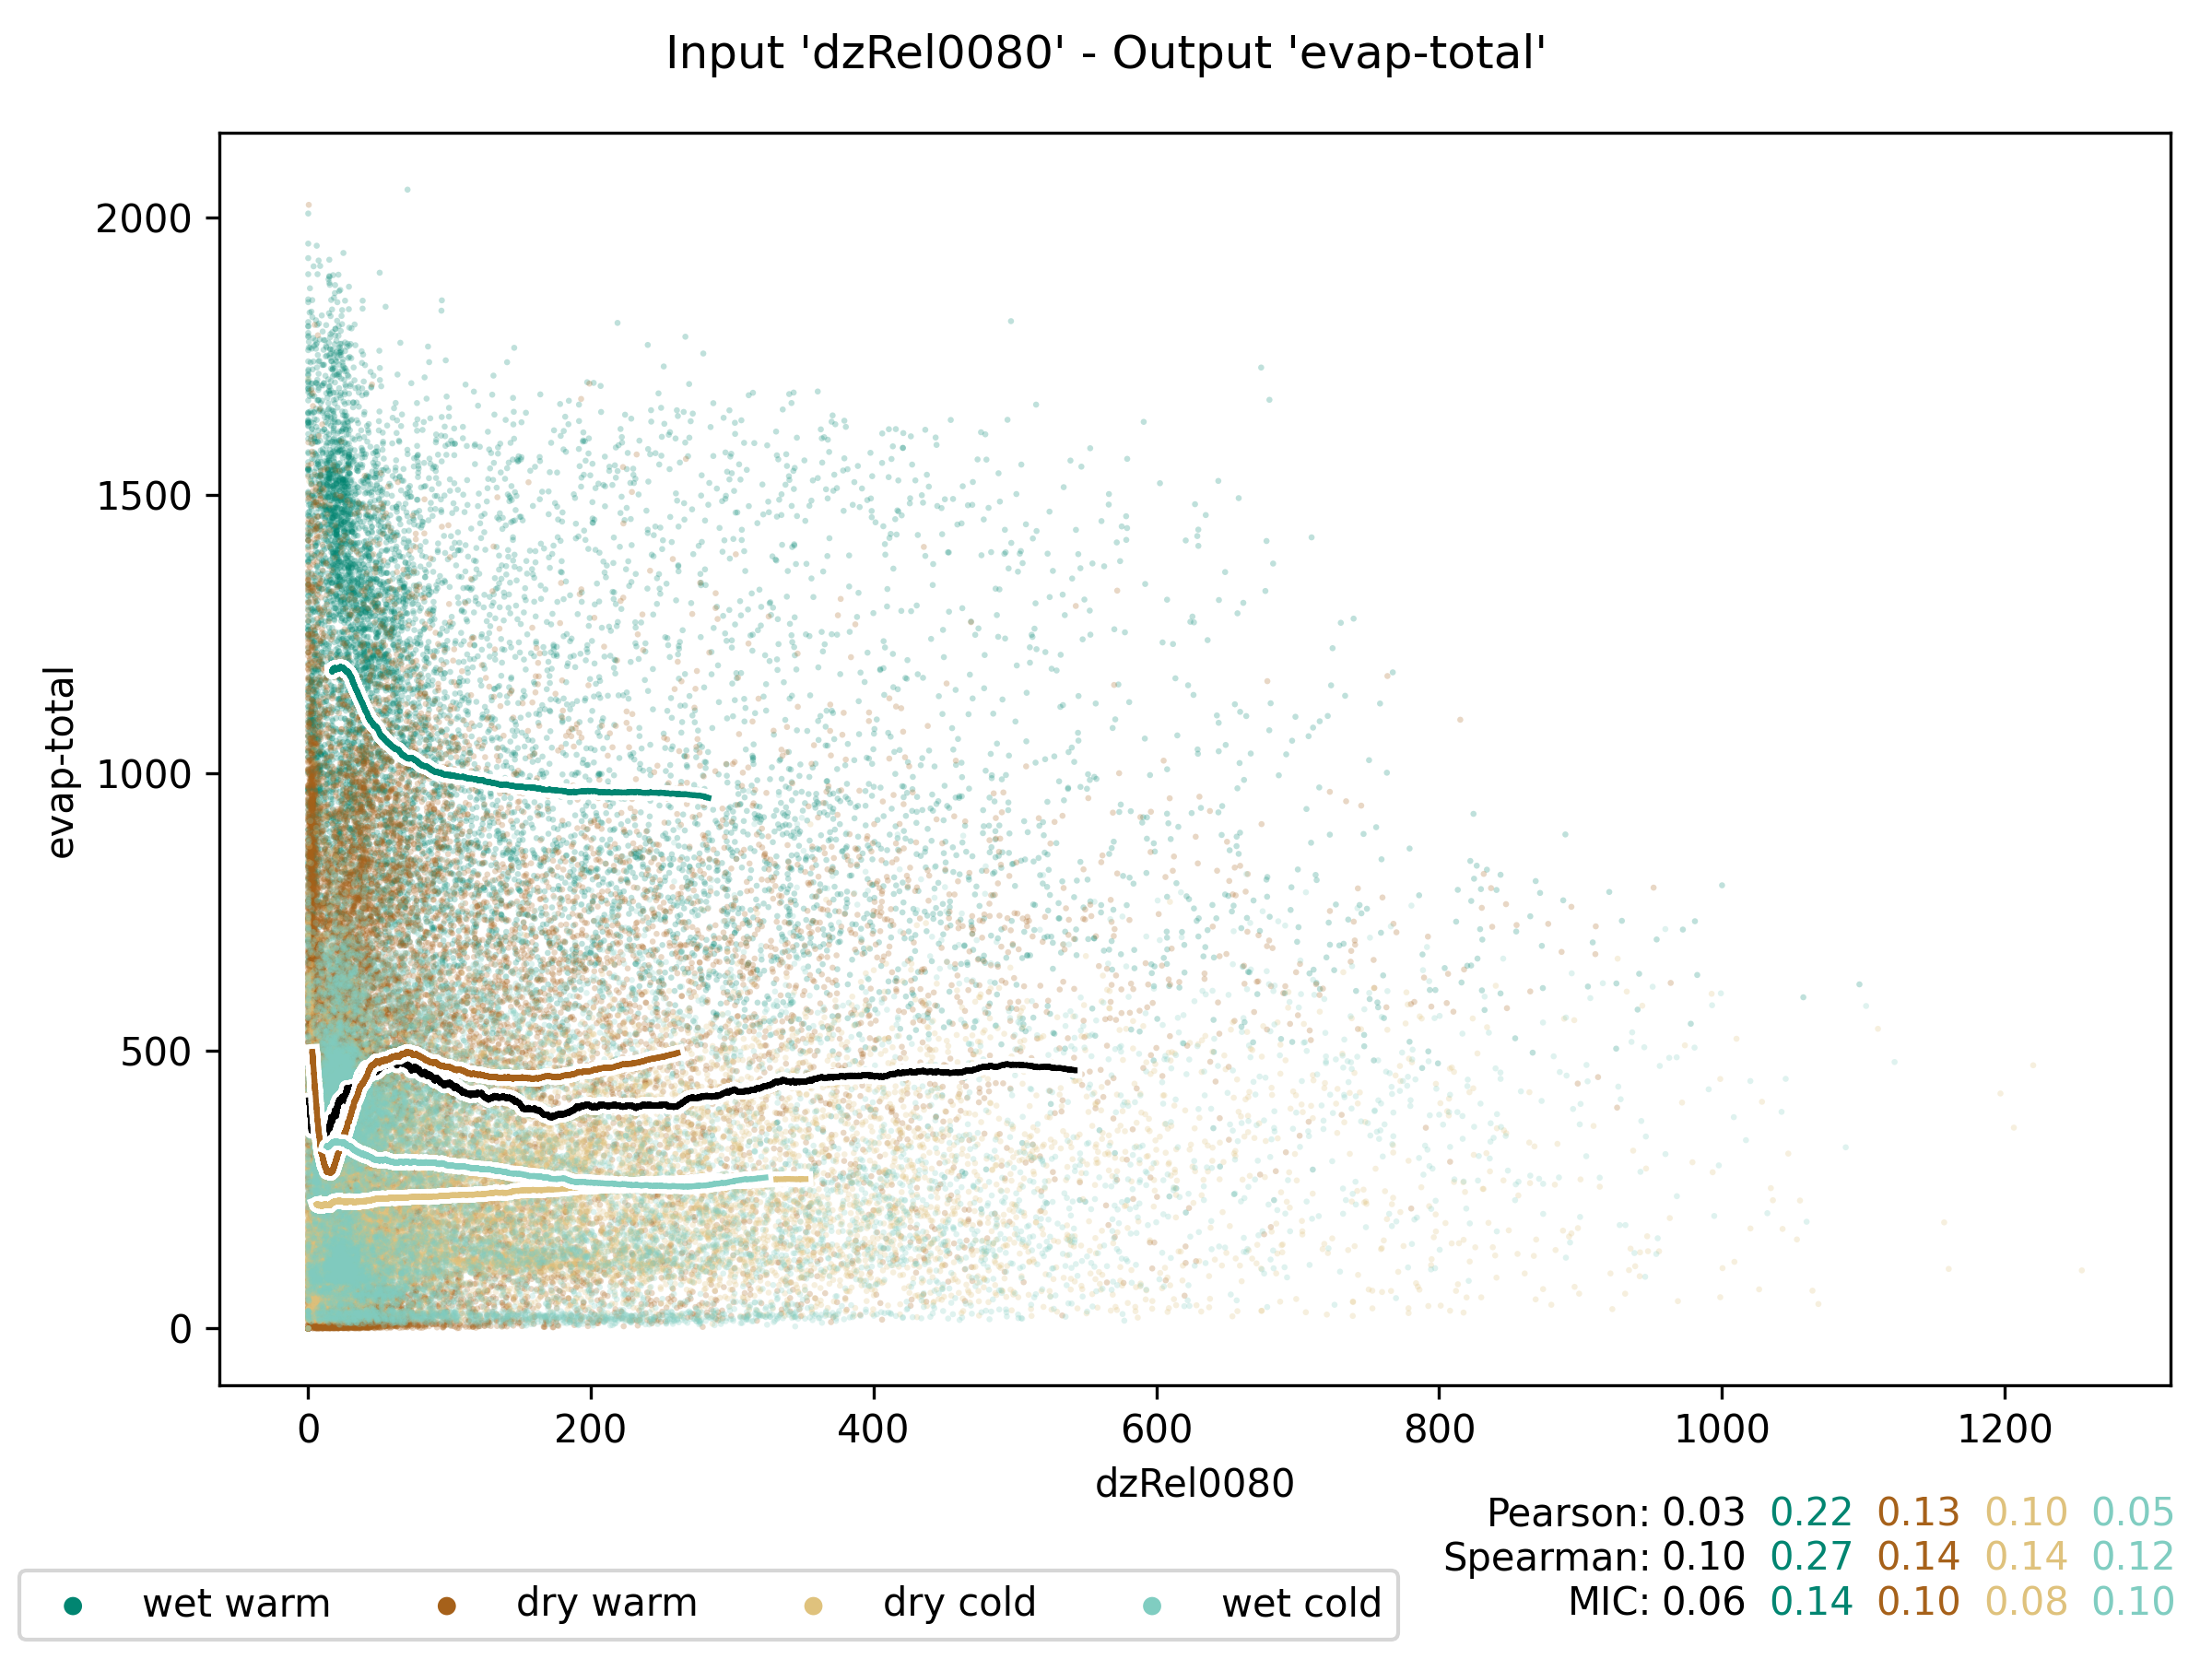 Input 'dzRel0080' - Output 'evap-total'
evap-total
2000
1500
1000
500
0
0 200 400 600 800 1000 1200
dzRel0080
Pearson: 0.03 0.22 0.13 0.10 0.05
Spearman: 0.10 0.27 0.14 0.14 0.12
MIC: 0.06 0.14 0.10 0.08 0.10
wet warm dry warm dry cold wet cold